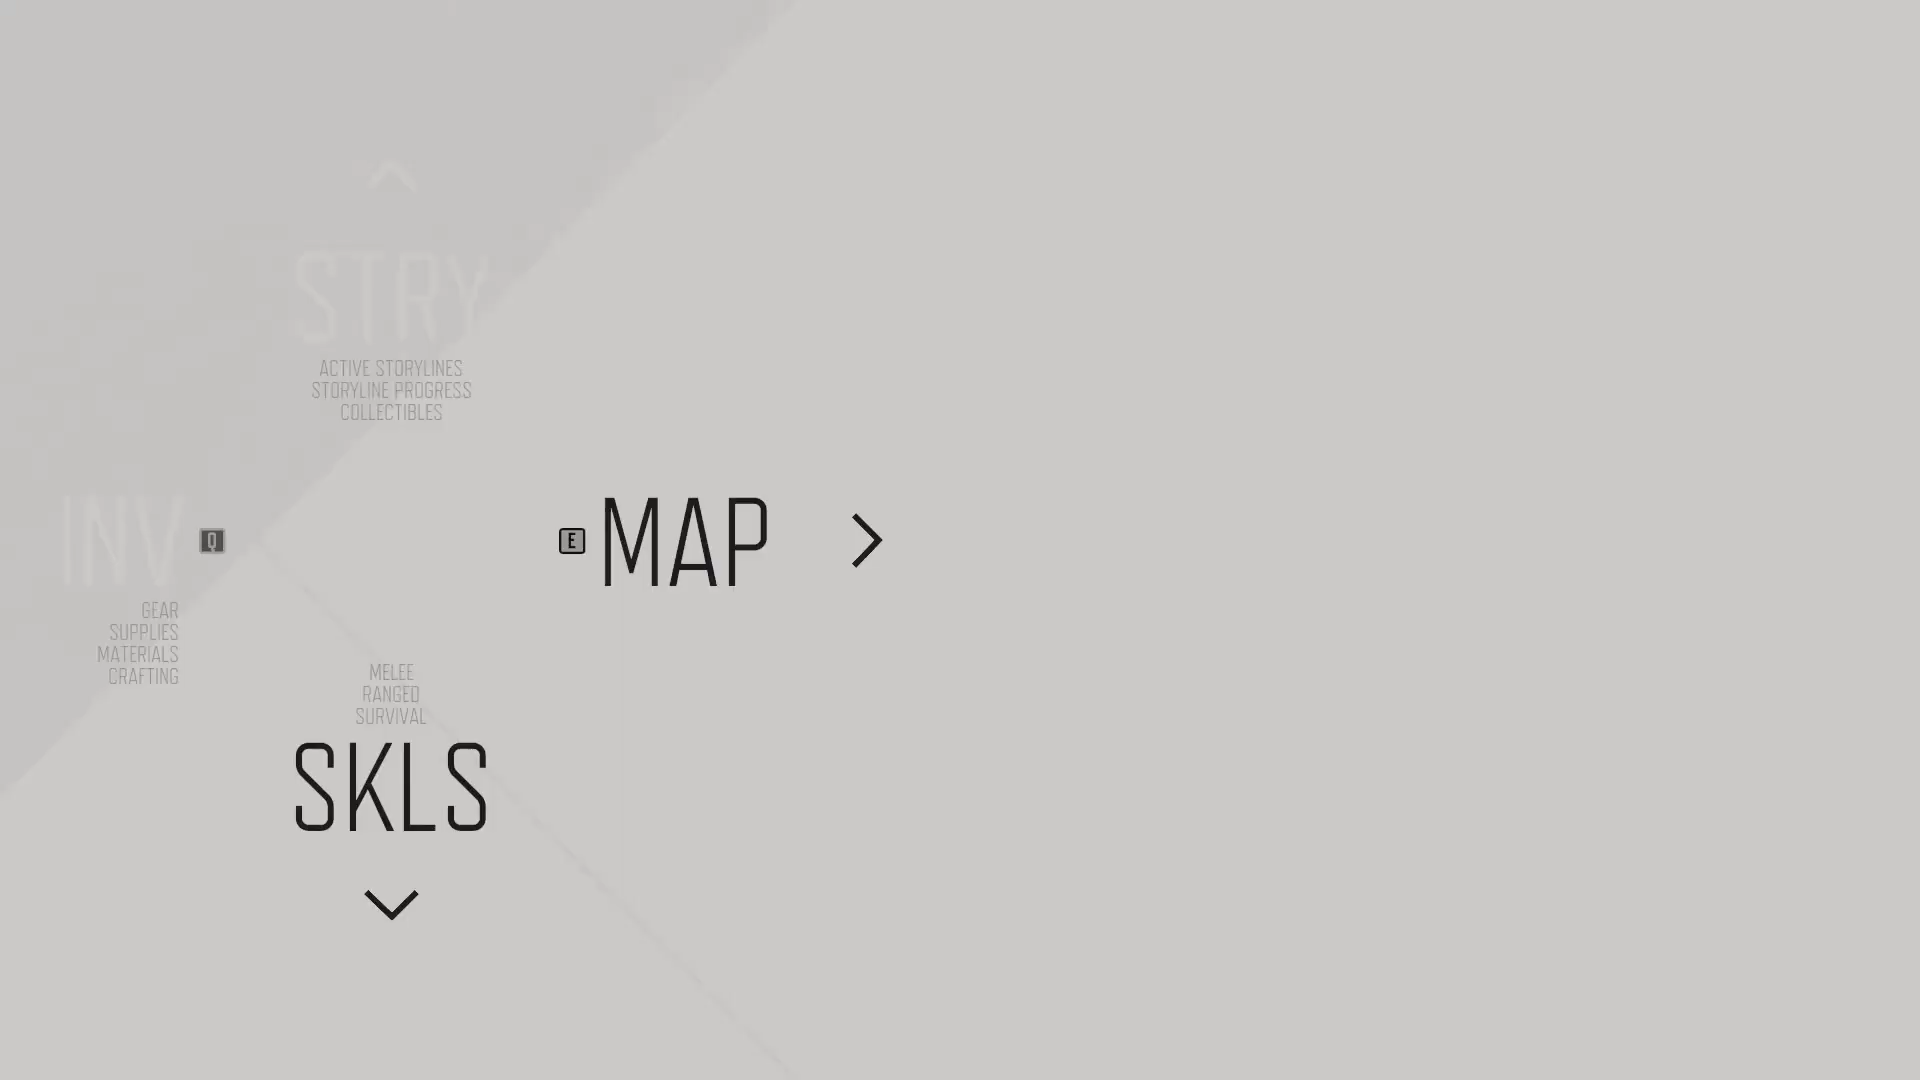 STRY
ACTIVE STORYLINES
STORYLINE PROGRESS
COLLECTIBLES
INV Q
GEAR
SUPPLIES
MATERIALS
CRAFTING
E MAP
MELEE
RANGED
SURVIVAL
SKLS